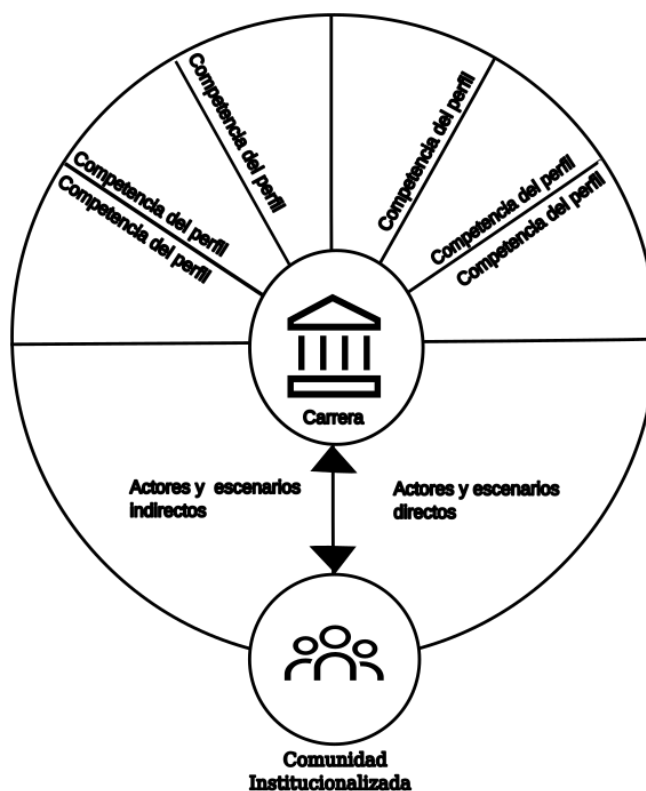 Competencia del perfil
Competencia del perfil
Competencia del perfil
Competencia del perfil
Competencia del perfil
Competencia del perfil
Carrera
Actores y escenarios
indirectos
Actores y escenarios
directos
Comunidad
Institucionalizada